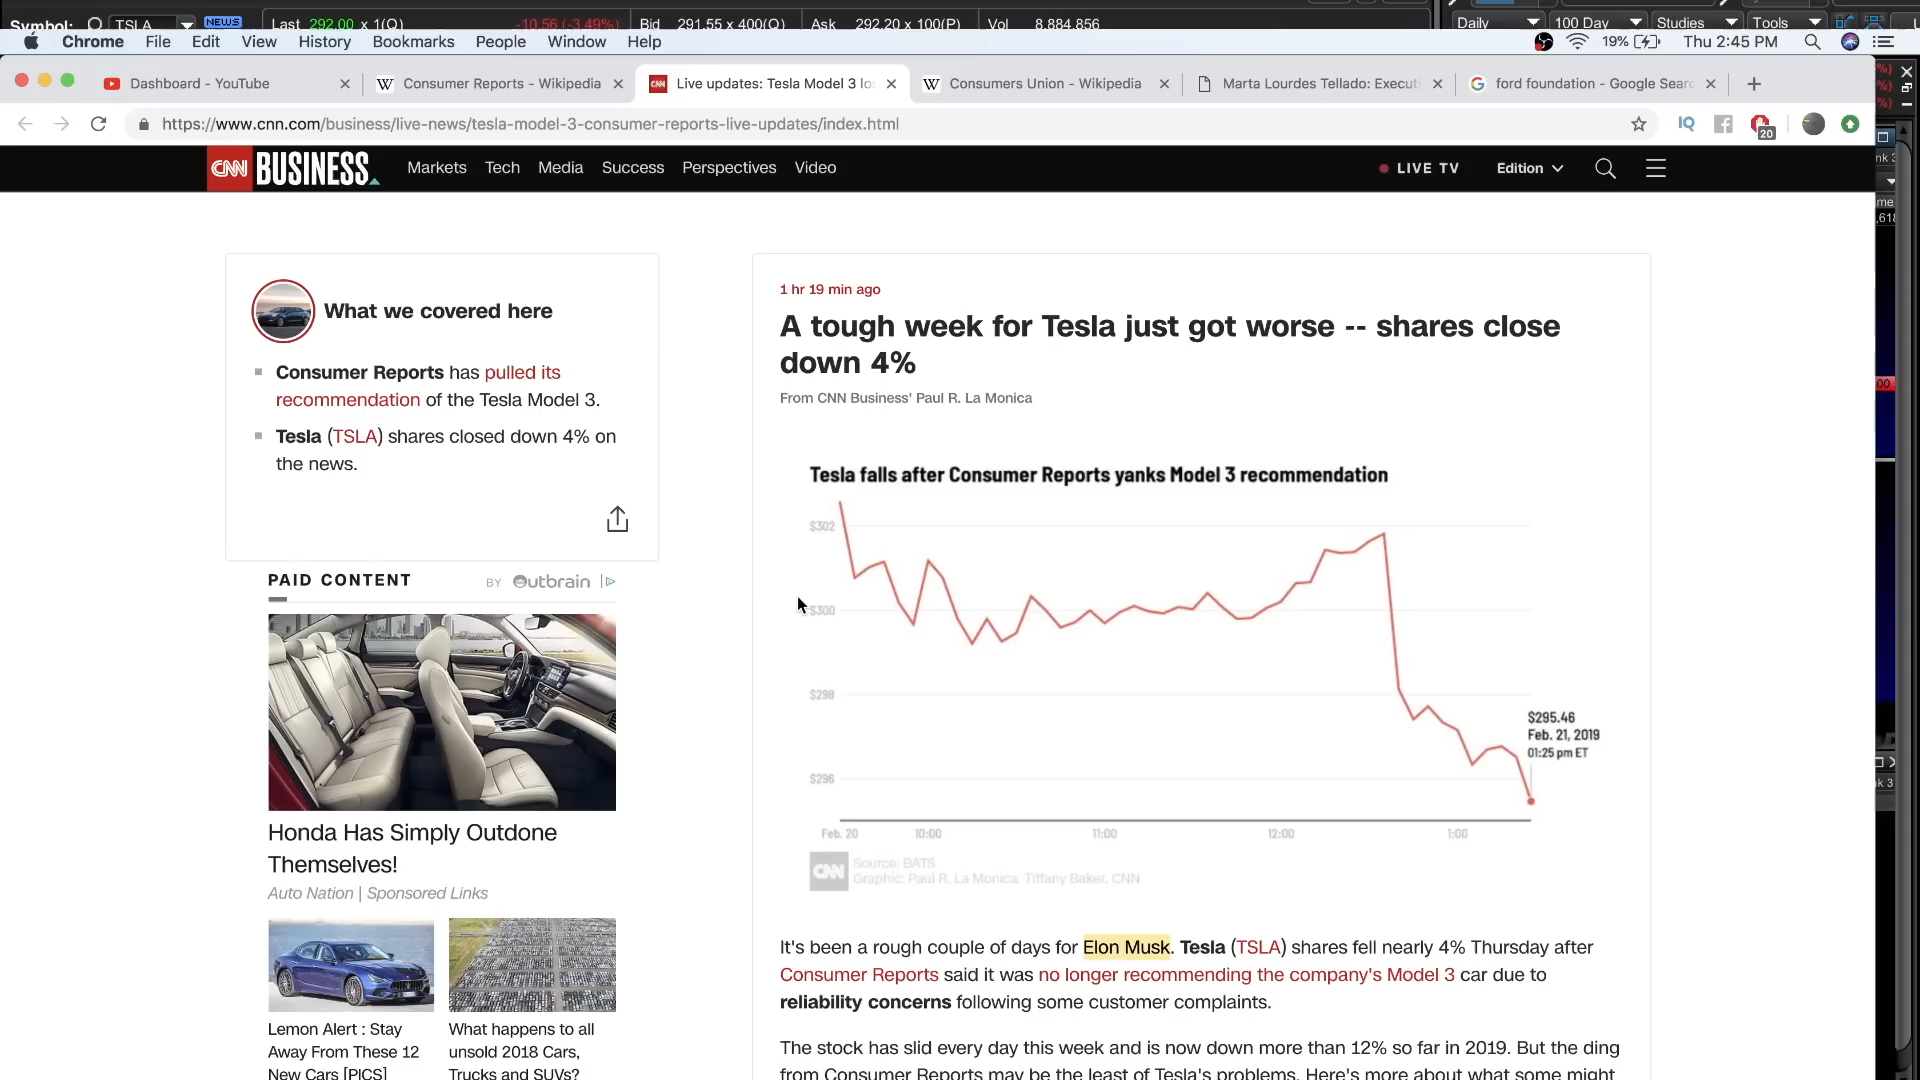 Symbol: TSLA NEWS Last 292.00 x 1(Q) -10.56 (-3.49%) Bid 291.55 x 400(Q) Ask 292.20 x 100(P) Vol 8,884,856 Daily 100 Day Studies Tools
Chrome File Edit View History Bookmarks People Window Help 19% Thu 2:45 PM
Dashboard - YouTube Consumer Reports - Wikipedia Live updates: Tesla Model 3 los Consumers Union - Wikipedia Marta Lourdes Tellado: Executi ford foundation - Google Searc
https://www.cnn.com/business/live-news/tesla-model-3-consumer-reports-live-updates/index.html IQ 20
CNN BUSINESS Markets Tech Media Success Perspectives Video LIVE TV Edition
What we covered here
Consumer Reports has pulled its
recommendation of the Tesla Model 3.
Tesla (TSLA) shares closed down 4% on
the news.
PAID CONTENT BY Outbrain
Honda Has Simply Outdone
Themselves!
Auto Nation | Sponsored Links
Lemon Alert : Stay
Away From These 12
New Cars [PICS]
What happens to all
unsold 2018 Cars,
Trucks and SUVs?
1 hr 19 min ago
A tough week for Tesla just got worse -- shares close
down 4%
From CNN Business' Paul R. La Monica
Tesla falls after Consumer Reports yanks Model 3 recommendation
$302
$300
$298
$296
$295.46
Feb. 21, 2019
01:25 pm ET
Feb. 20 10:00 11:00 12:00 1:00
CNN
Source: BATS
Graphic: Paul R. La Monica, Tiffany Baker, CNN
It's been a rough couple of days for Elon Musk. Tesla (TSLA) shares fell nearly 4% Thursday after
Consumer Reports said it was no longer recommending the company's Model 3 car due to
reliability concerns following some customer complaints.
The stock has slid every day this week and is now down more than 12% so far in 2019. But the ding
from Consumer Reports may be the least of Tesla's problems. Here's more about what some might